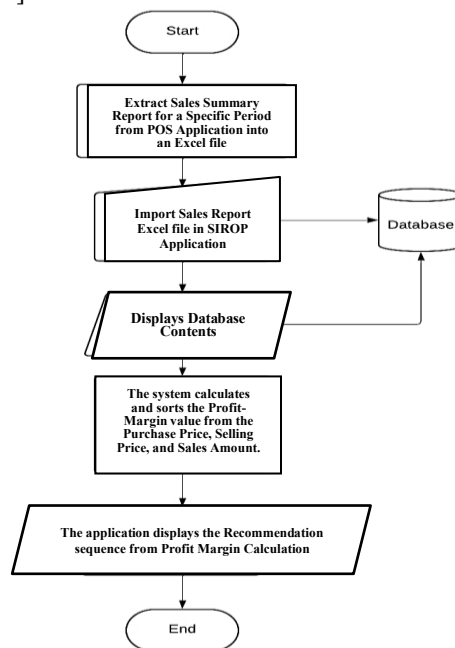 ]
Start
Extract Sales Summary
Report for a Specific Period
from POS Application into
an Excel file
Import Sales Report
Excel file in SIROP
Application
Database
Displays Database
Contents
The system calculates
and sorts the Profit-
Margin value from the
Purchase Price, Selling
Price, and Sales Amount.
The application displays the Recommendation
sequence from Profit Margin Calculation
End